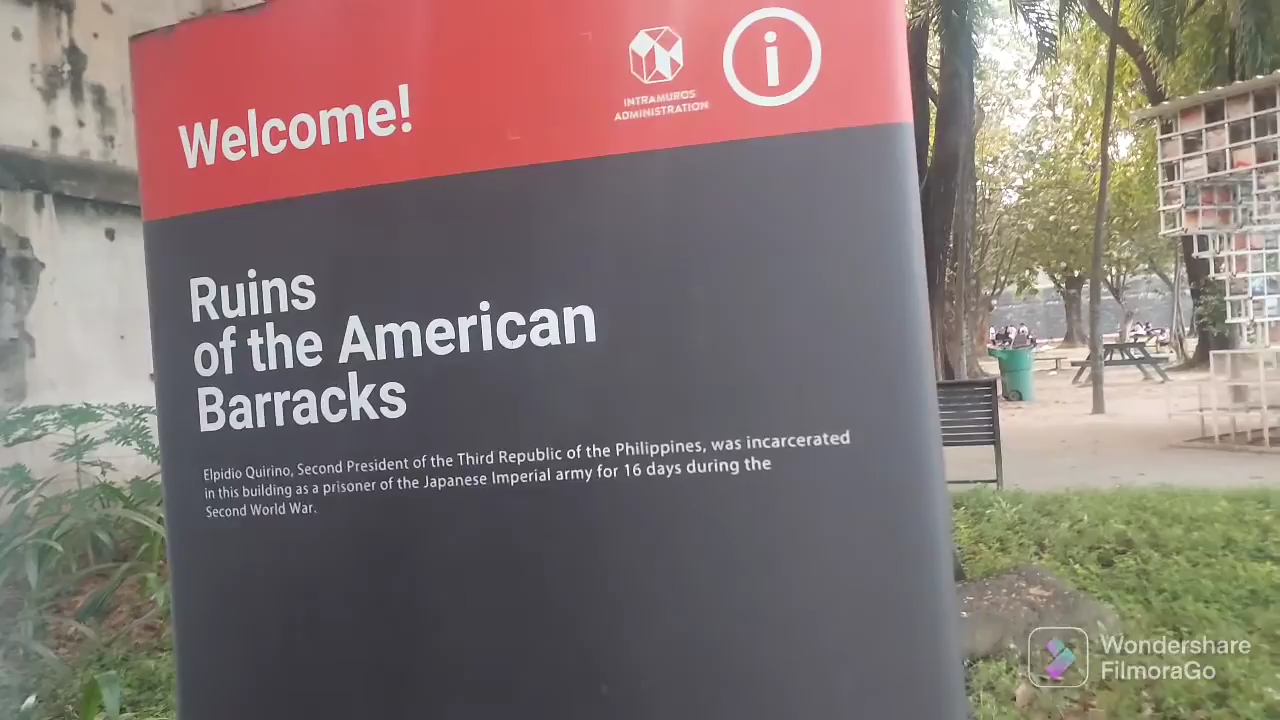 Welcome!
INTRAMUROS
ADMINISTRATION
i
Ruins
of the American
Barracks
Elpidio Quirino, Second President of the Third Republic of the Philippines, was incarcerated
in this building as a prisoner of the Japanese Imperial army for 16 days during the
Second World War.
Wondershare
FilmoraGo